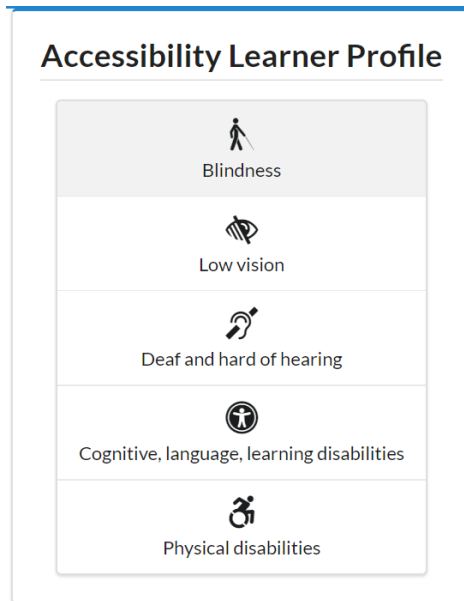 Accessibility Learner Profile
Blindness
Low vision
Deaf and hard of hearing
Cognitive, language, learning disabilities
Physical disabilities